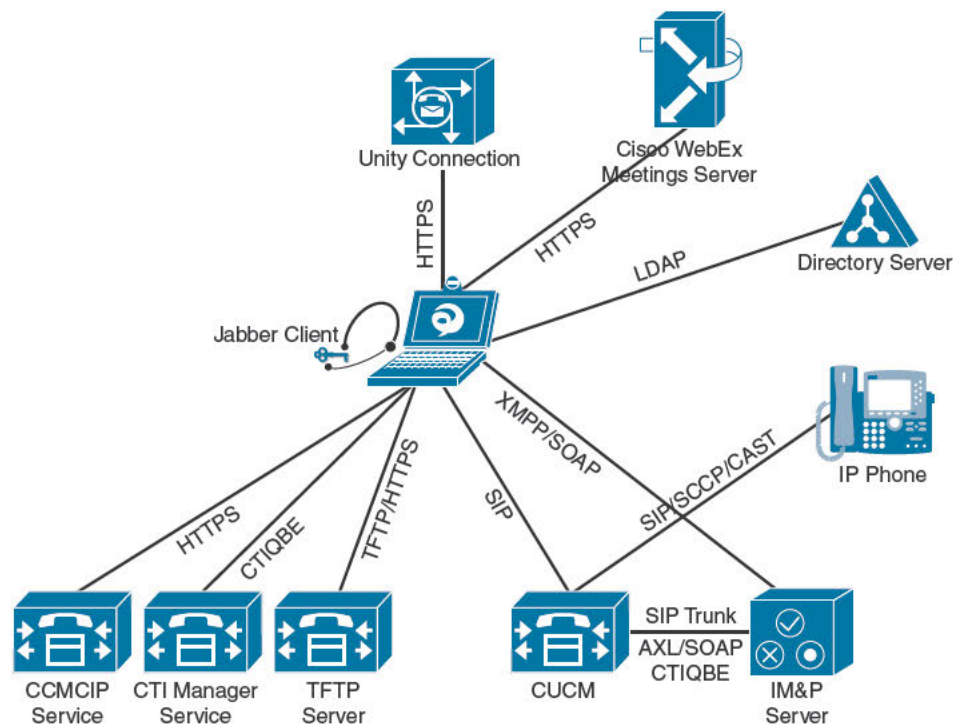 Unity Connection
Cisco WebEx
Meetings Server
HTTPS
HTTPS
LDAP
Directory Server
Jabber Client
XMPP/SOAP
IP Phone
SIP/SCCP/CAST
HTTPS
CTIQBE
TFTP/HTTPS
SIP
SIP Trunk
AXL/SOAP
CTIQBE
CCMCIP
Service
CTI Manager
Service
TFTP
Server
CUCM
IM&P
Server